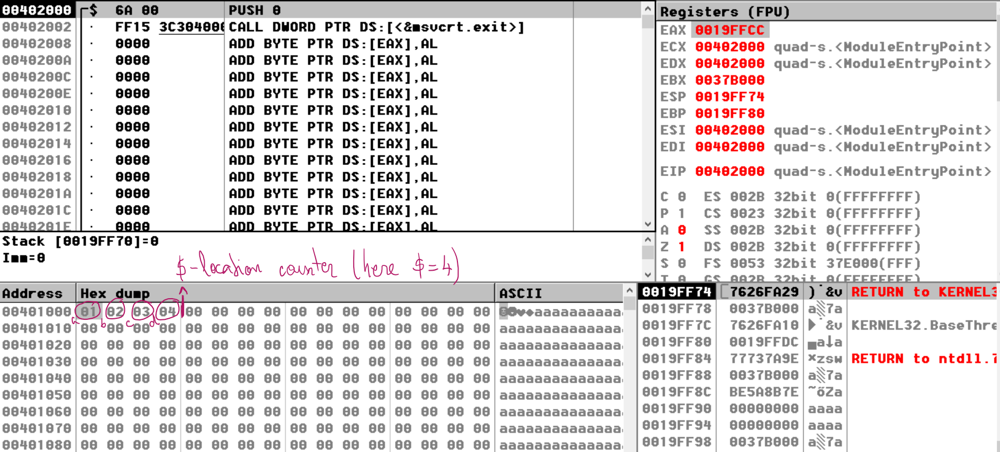 00402000 ┌$ 6A 00 PUSH 0
00402002 · FF15 3C304000 CALL DWORD PTR DS:[<&msvcrt.exit>]
00402008 · 0000 ADD BYTE PTR DS:[EAX],AL
0040200A · 0000 ADD BYTE PTR DS:[EAX],AL
0040200C · 0000 ADD BYTE PTR DS:[EAX],AL
0040200E · 0000 ADD BYTE PTR DS:[EAX],AL
00402010 · 0000 ADD BYTE PTR DS:[EAX],AL
00402012 · 0000 ADD BYTE PTR DS:[EAX],AL
00402014 · 0000 ADD BYTE PTR DS:[EAX],AL
00402016 · 0000 ADD BYTE PTR DS:[EAX],AL
00402018 · 0000 ADD BYTE PTR DS:[EAX],AL
0040201A · 0000 ADD BYTE PTR DS:[EAX],AL
0040201C · 0000 ADD BYTE PTR DS:[EAX],AL
0040201E 0000 ADD BYTE PTR DS:[EAX],AL
Stack [0019FF70]=0
Imm=0
$-location counter (here $=4)
Registers (FPU)
EAX 0019FFCC
ECX 00402000 quad-s.<ModuleEntryPoint>
EDX 00402000 quad-s.<ModuleEntryPoint>
EBX 0037B000
ESP 0019FF74
EBP 0019FF80
ESI 00402000 quad-s.<ModuleEntryPoint>
EDI 00402000 quad-s.<ModuleEntryPoint>
EIP 00402000 quad-s.<ModuleEntryPoint>
C 0 ES 002B 32bit 0(FFFFFFFF)
P 1 CS 0023 32bit 0(FFFFFFFF)
A 0 SS 002B 32bit 0(FFFFFFFF)
Z 1 DS 002B 32bit 0(FFFFFFFF)
S 0 FS 0053 32bit 37E000(FFF)
T 0 GS 002B 32bit 0(FFFFFFFF)
Address Hex dump ASCII
00401000 01 02 03 04 00 00 00 00 00 00 00 00 00 00 00 00 aaaaaaaaaa
a b c d
00401010 00 00 00 00 00 00 00 00 00 00 00 00 00 00 00 00 aaaaaaaaaaaaaa
00401020 00 00 00 00 00 00 00 00 00 00 00 00 00 00 00 00 aaaaaaaaaaaaaa
00401030 00 00 00 00 00 00 00 00 00 00 00 00 00 00 00 00 aaaaaaaaaaaaaa
00401040 00 00 00 00 00 00 00 00 00 00 00 00 00 00 00 00 aaaaaaaaaaaaaa
00401050 00 00 00 00 00 00 00 00 00 00 00 00 00 00 00 00 aaaaaaaaaaaaaa
00401060 00 00 00 00 00 00 00 00 00 00 00 00 00 00 00 00 aaaaaaaaaaaaaa
00401070 00 00 00 00 00 00 00 00 00 00 00 00 00 00 00 00 aaaaaaaaaaaaaa
00401080 00 00 00 00 00 00 00 00 00 00 00 00 00 00 00 00 aaaaaaaaaaaaaa
0019FF74 [7626FA29 )˙&v RETURN to KERNEL3
0019FF78 0037B000 a▒7a
0019FF7C 7626FA10 ►˙&v KERNEL32.BaseThre
0019FF80 0019FFDC ▄a↓a
0019FF84 77737A9E ×zsw RETURN to ntdll.7
0019FF88 0037B000 a▒7a
0019FF8C BE5A8B7E ~őZa
0019FF90 00000000 aaaa
0019FF94 00000000 aaaa
0019FF98 0037B000 a▒7a